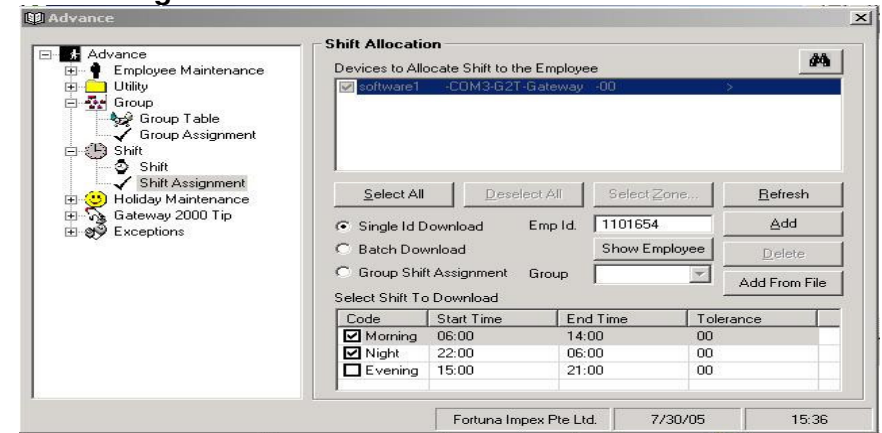 Advance
Advance
Employee Maintenance
Utility
Group
Group Table
Group Assignment
Shift
Shift
Shift Assignment
Holiday Maintenance
Gateway 2000 Tip
Exceptions
Shift Allocation
Devices to Allocate Shift to the Employee
software1 -COM3-G2T-Gateway -00 >
Select All Deselect All Select Zone... Refresh
Single Id Download Emp Id. 1101654 Add
Batch Download Show Employee Delete
Group Shift Assignment Group Add From File
Select Shift To Download
Code Start Time End Time Tolerance
Morning 06:00 14:00 00
Night 22:00 06:00 00
Evening 15:00 21:00 00
Fortuna Impex Pte Ltd. 7/30/05 15:36